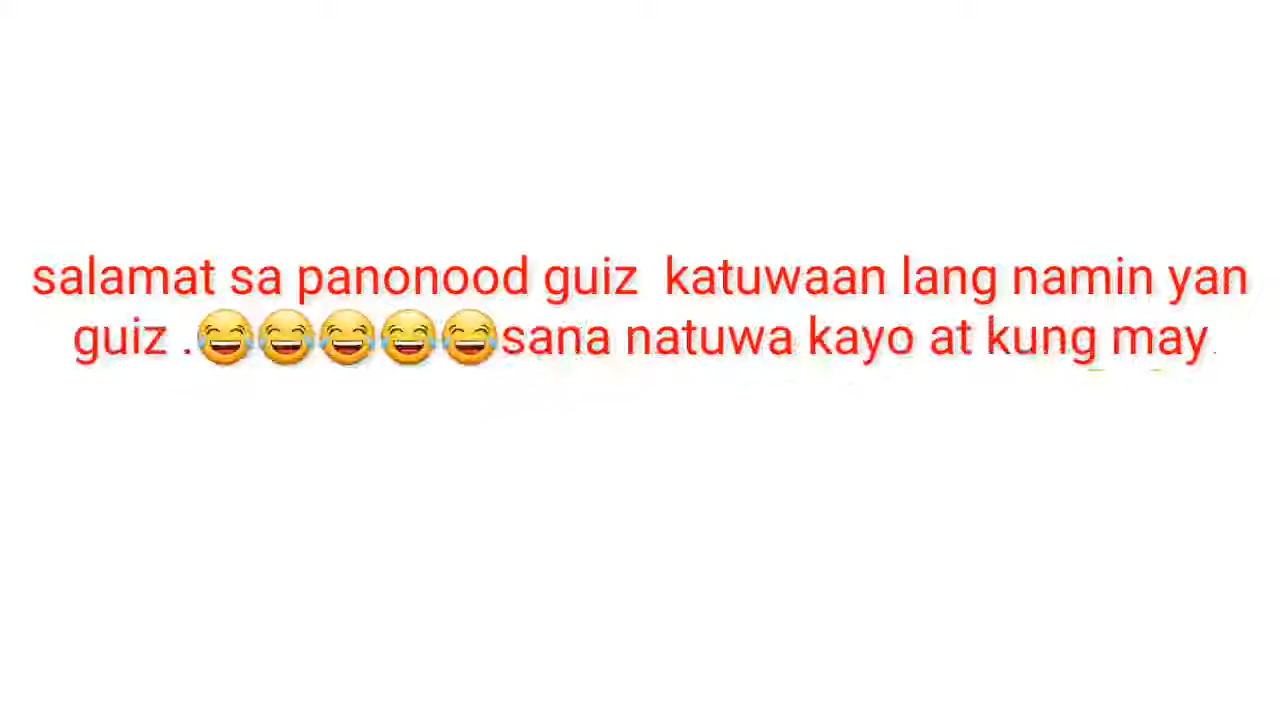 salamat sa panonood guiz  katuwaan lang namin yan
guiz .😂😂😂😂😂sana natuwa kayo at kung may